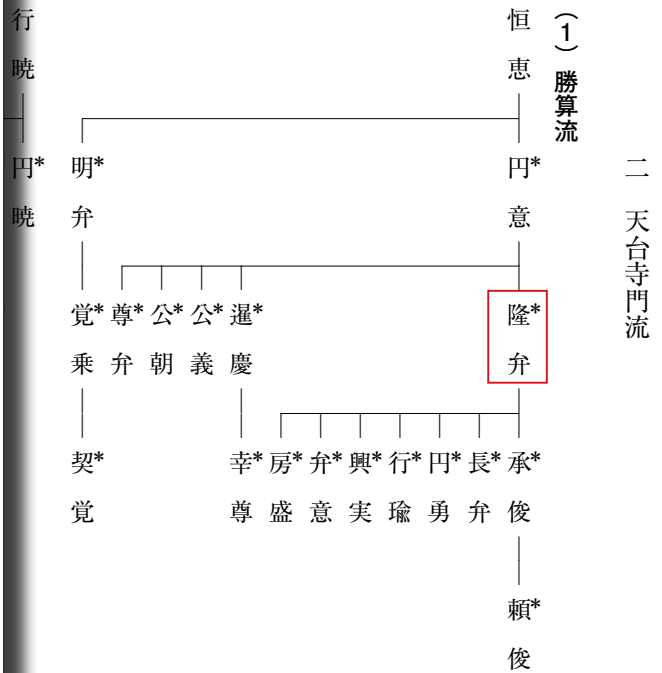 二 天台寺門流
(1) 勝算流
恒恵
円*意
隆*弁
承*俊
頼*俊
長*弁
円*勇
行*瑜
興*実
弁*意
房*盛
暹*慶
幸*尊
公*義
公*朝
尊*弁
明*弁
覚*乗
契*覚
行暁
円*暁